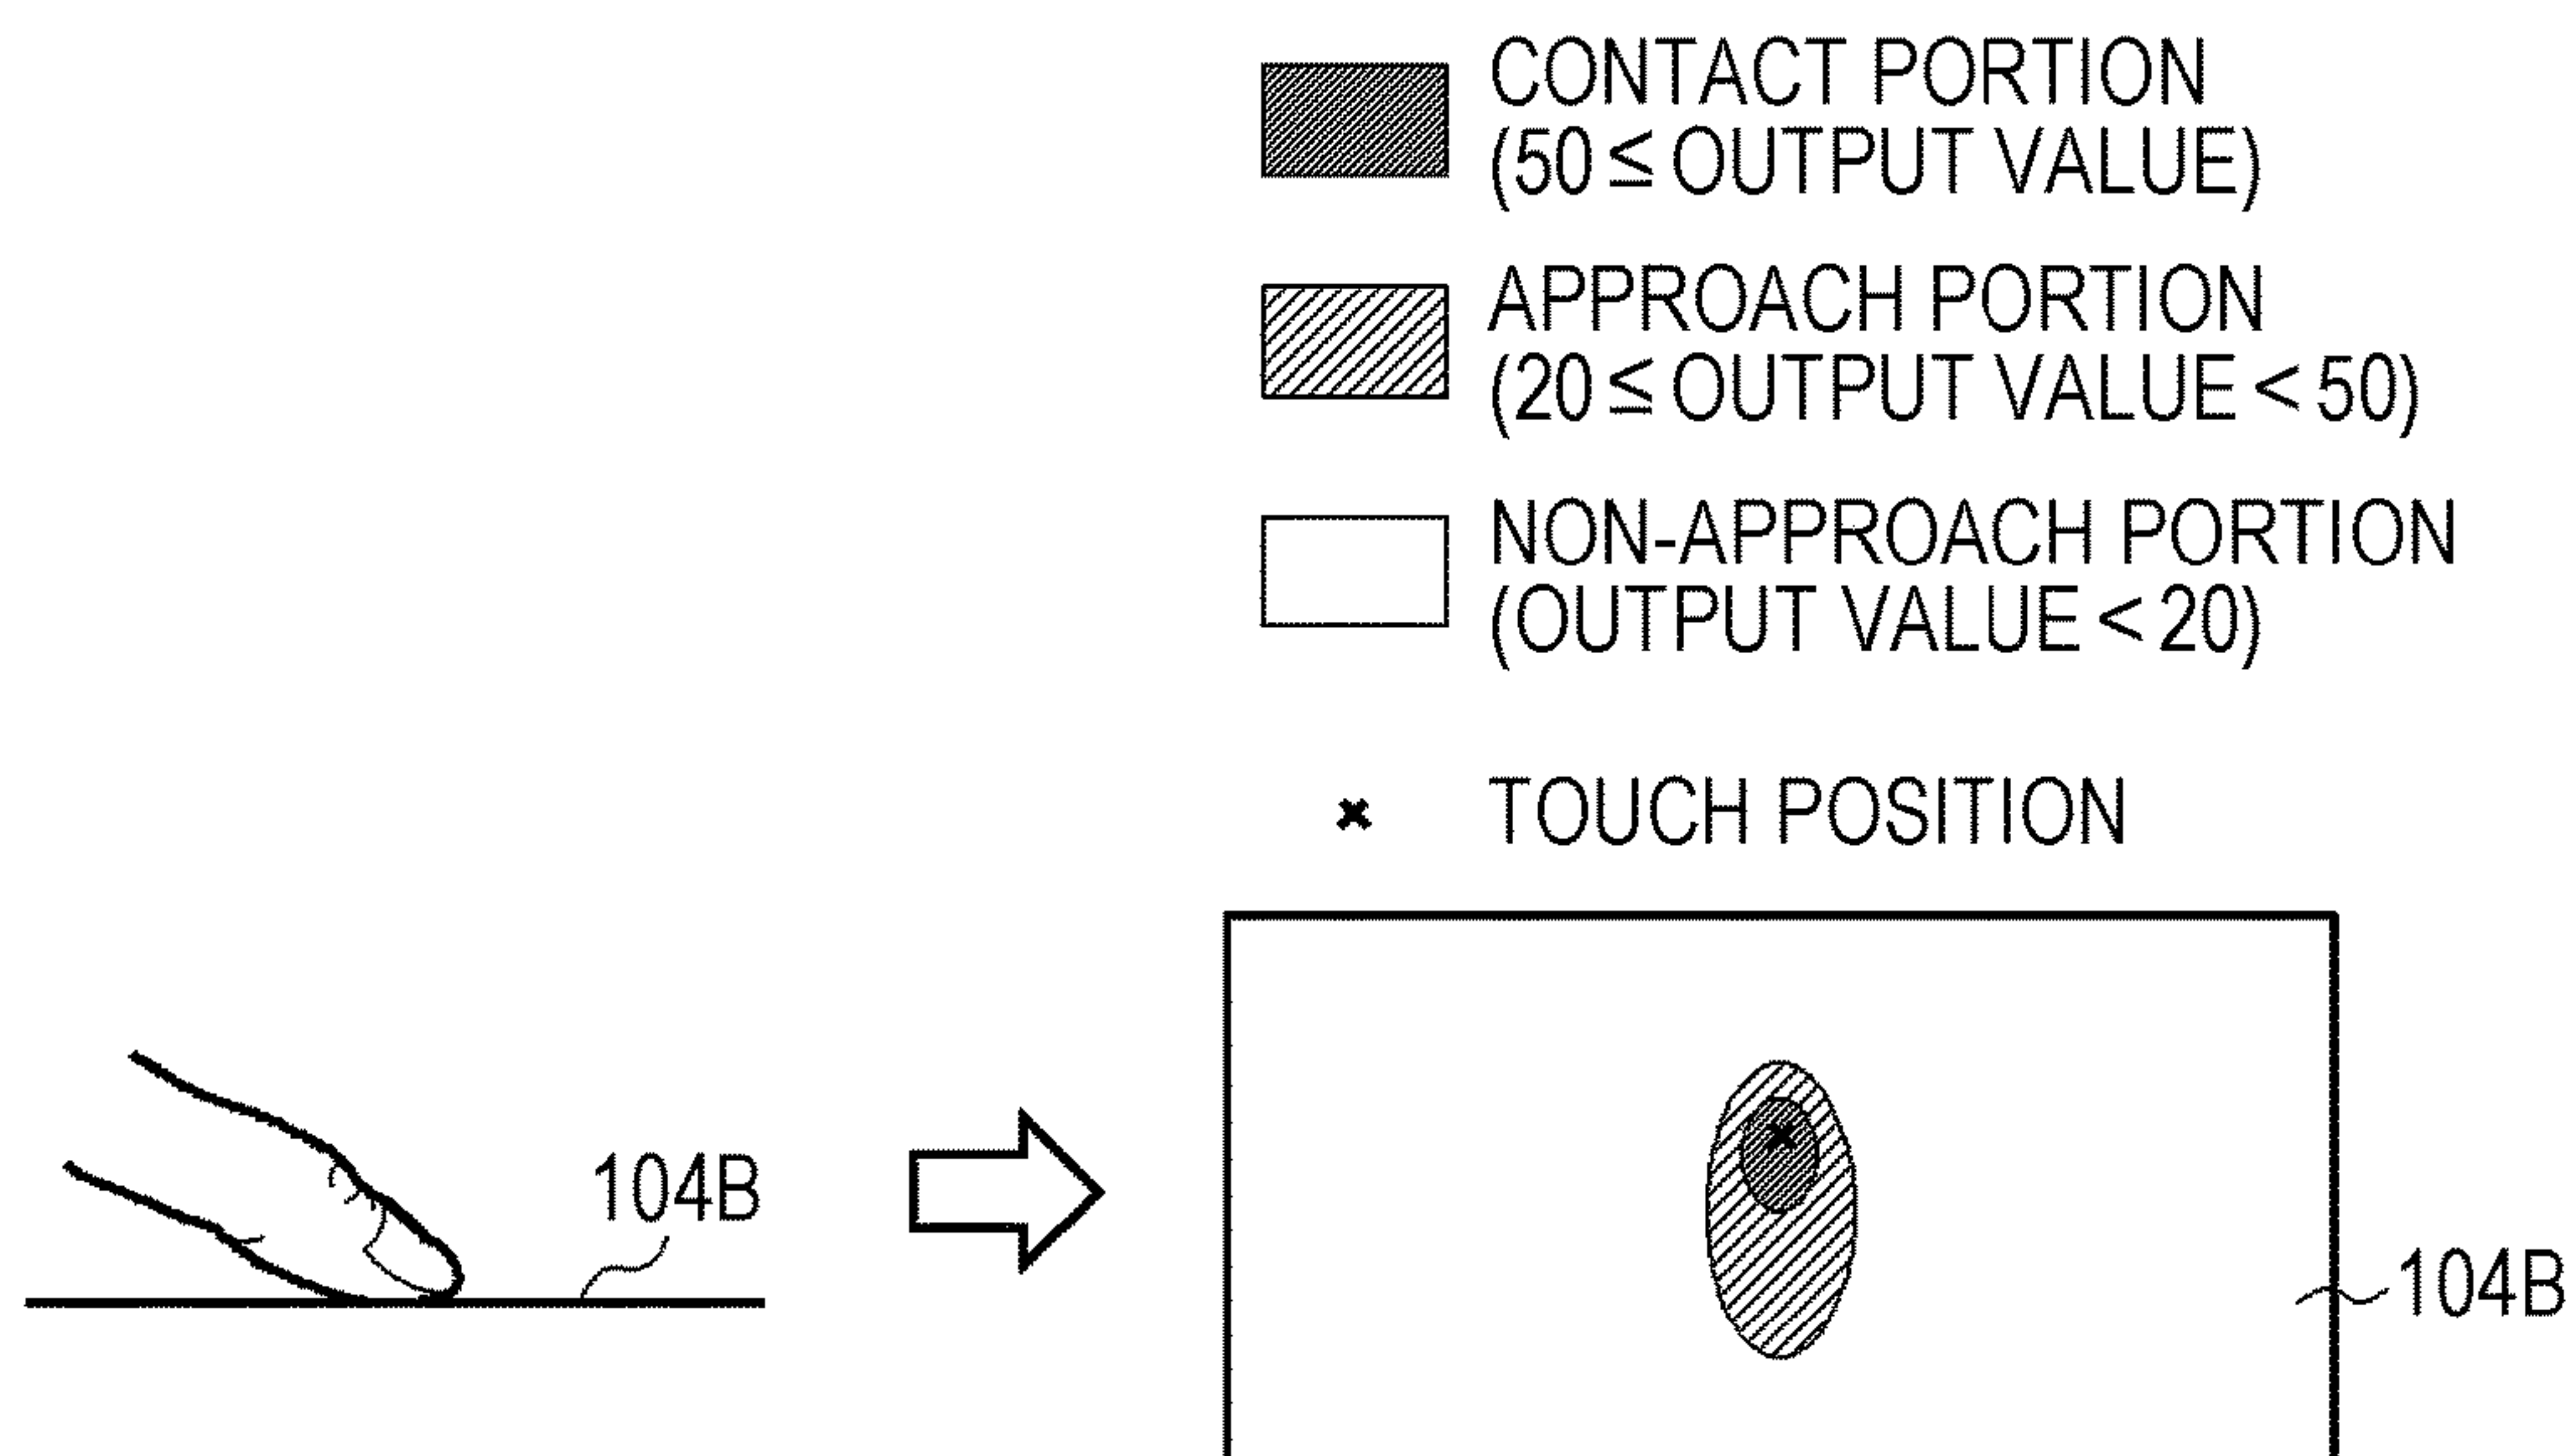 CONTACT PORTION
(50 ≤ OUTPUT VALUE)
APPROACH PORTION
(20 ≤ OUTPUT VALUE < 50)
NON-APPROACH PORTION
(OUTPUT VALUE < 20)
TOUCH POSITION
104B
104B